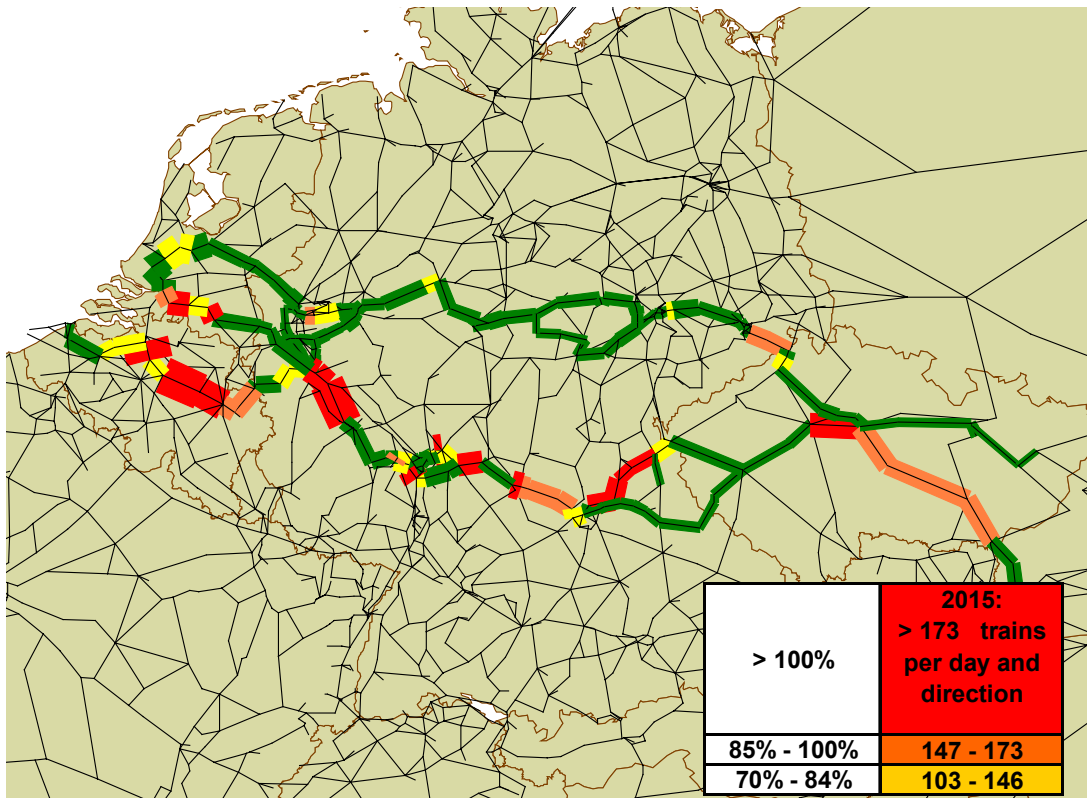 > 100%
2015:
> 173 trains
per day and
direction
85% - 100%
147 - 173
70% - 84%
103 - 146